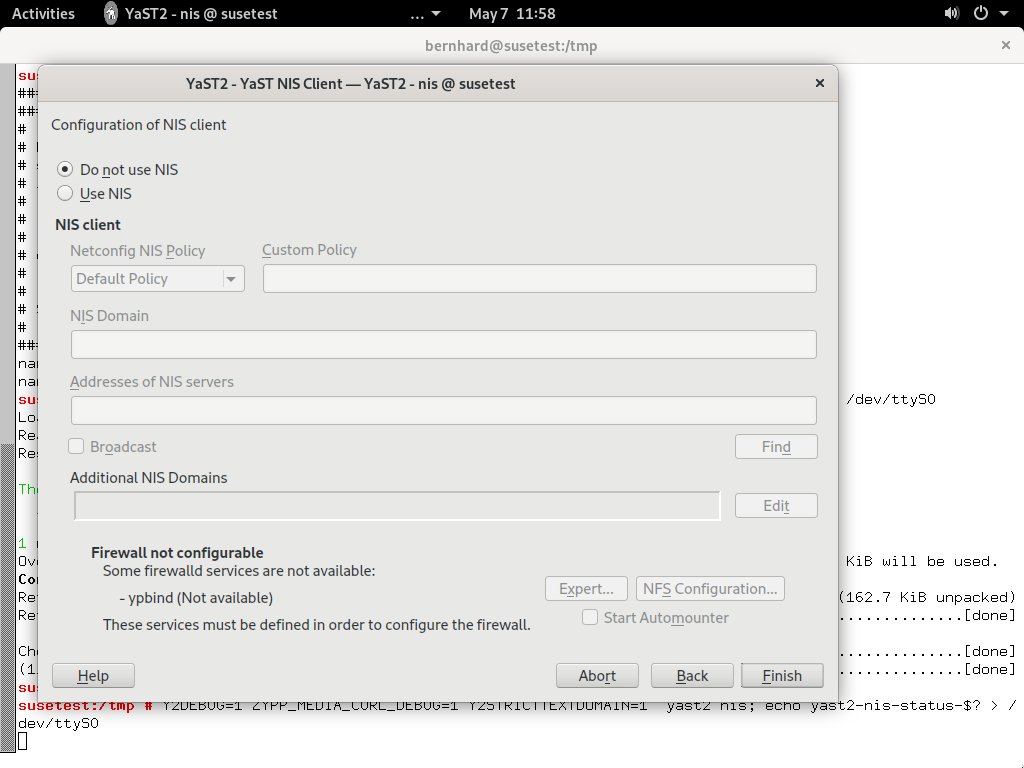 Activities YaST2 - nis @ susetest ... May 7 11:58
bernhard@susetest:/tmp
YaST2 - YaST NIS Client — YaST2 - nis @ susetest
Configuration of NIS client
Do not use NIS
Use NIS
NIS client
Netconfig NIS Policy Custom Policy
Default Policy
NIS Domain
Addresses of NIS servers
/dev/ttyS0
Broadcast Find
Additional NIS Domains
Edit
Firewall not configurable
KiB will be used.
Some firewalld services are not available:
Expert... NFS Configuration...
- ypbind (Not available)
(162.7 KiB unpacked)
Start Automounter
..............[done]
These services must be defined in order to configure the firewall.
..............[done]
..............[done]
Help Abort Back Finish
susetest:/tmp # Y2DEBUG=1 ZYPP_MEDIA_CURL_DEBUG=1 Y2STRICTTEXTDOMAIN=1 yast2 nis; echo yast2-nis-status-$? > /
dev/ttyS0